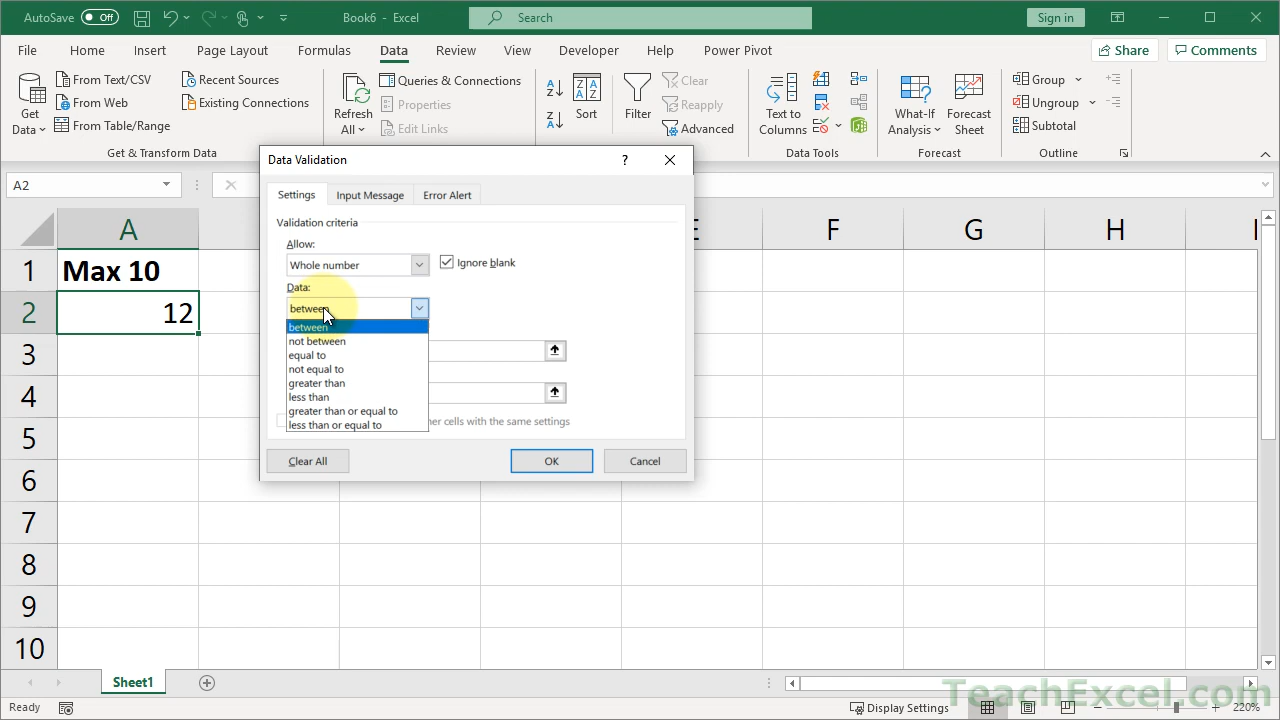 AutoSave Off Book6 - Excel Search Sign in
File Home Insert Page Layout Formulas Data Review View Developer Help Power Pivot Share Comments
Get Data
From Text/CSV
From Web
From Table/Range
Recent Sources
Existing Connections
Get & Transform Data
Refresh All
Queries & Connections
Properties
Edit Links
Sort
Filter
Clear
Reapply
Advanced
Text to Columns
Data Tools
What-If Analysis
Forecast Sheet
Forecast
Group
Ungroup
Subtotal
Outline
A2
Data Validation
Settings Input Message Error Alert
Validation criteria
Allow:
Whole number Ignore blank
Data:
between
between
not between
equal to
not equal to
greater than
less than
greater than or equal to
less than or equal to
her cells with the same settings
Clear All OK Cancel
A F G H
1 Max 10
2 12
3
4
5
6
7
8
9
10
Sheet1
Ready Display Settings 220%
TeachExcel.com